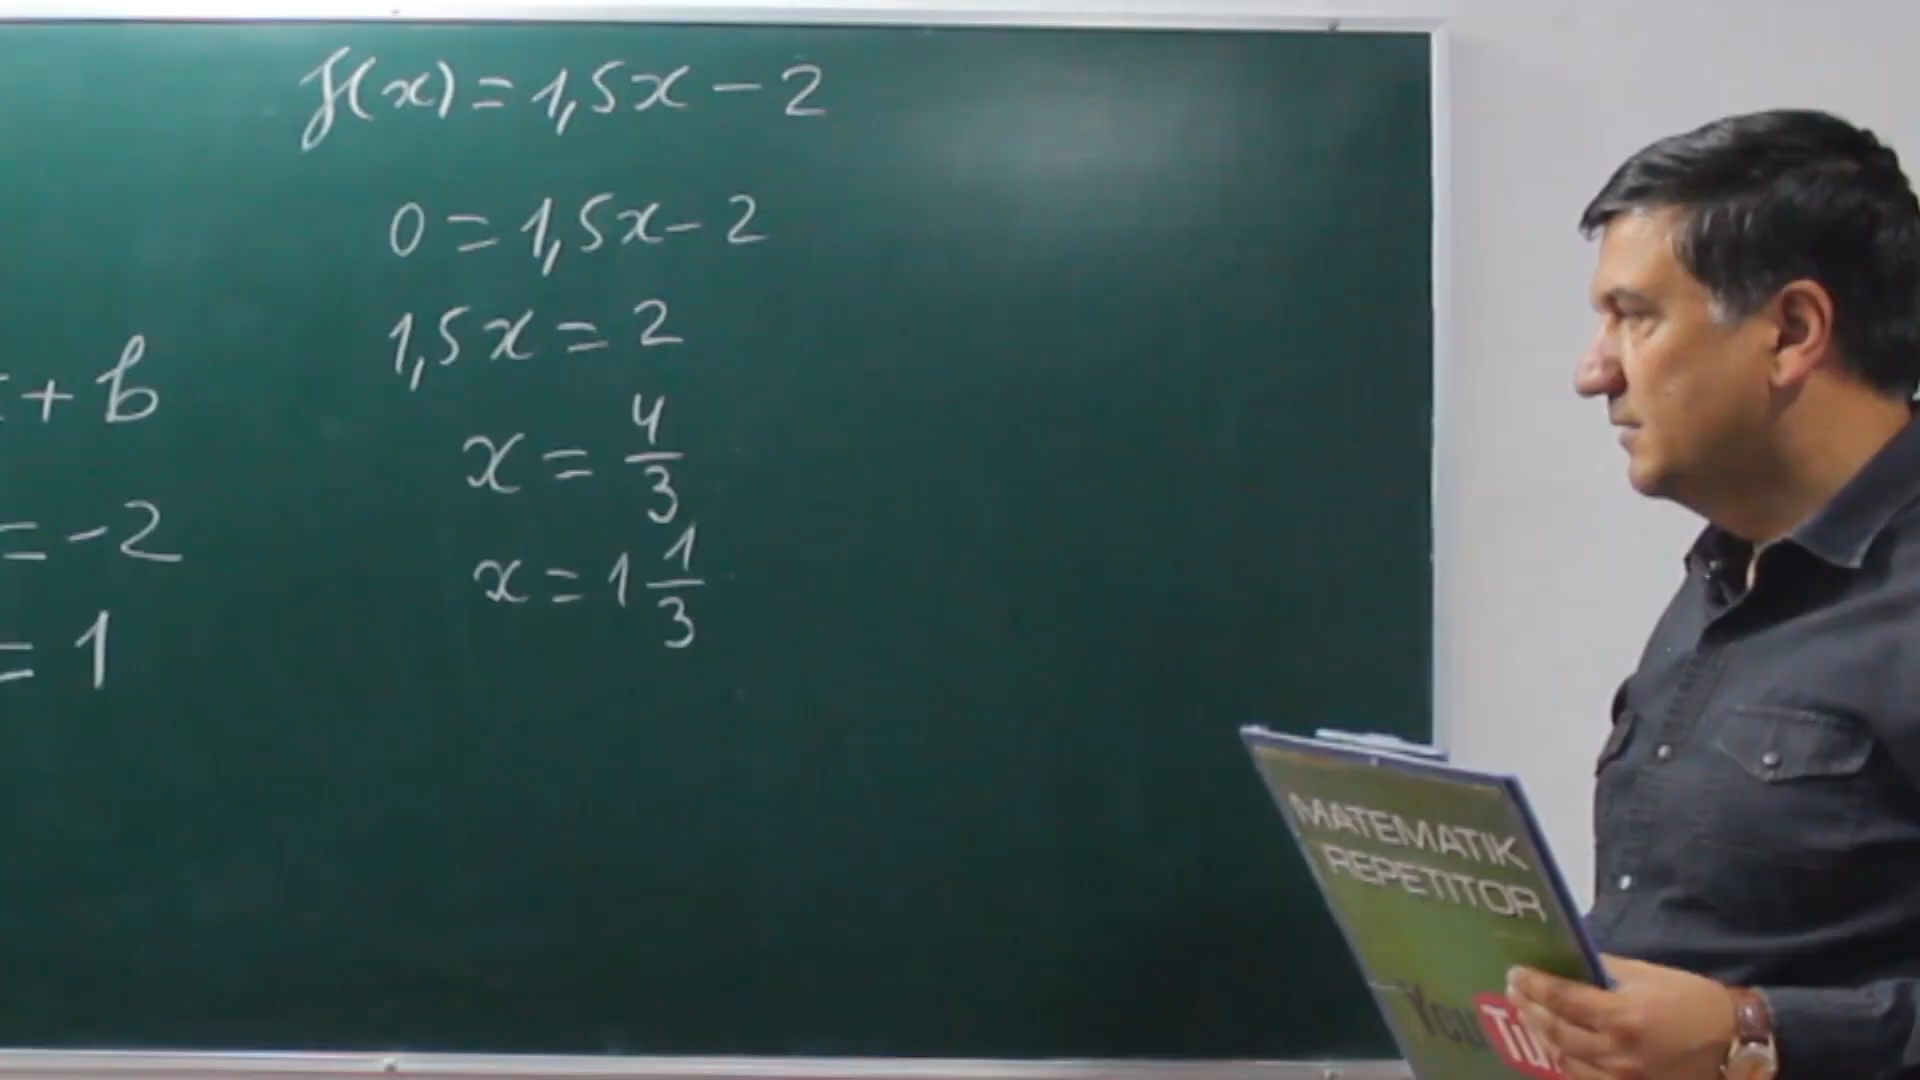 f(x) = 1,5x - 2
0 = 1,5x - 2
1,5x = 2
x = 4/3
x = 1 1/3
+ b
= -2
= 1
MATEMATIK
REPETITOR
You